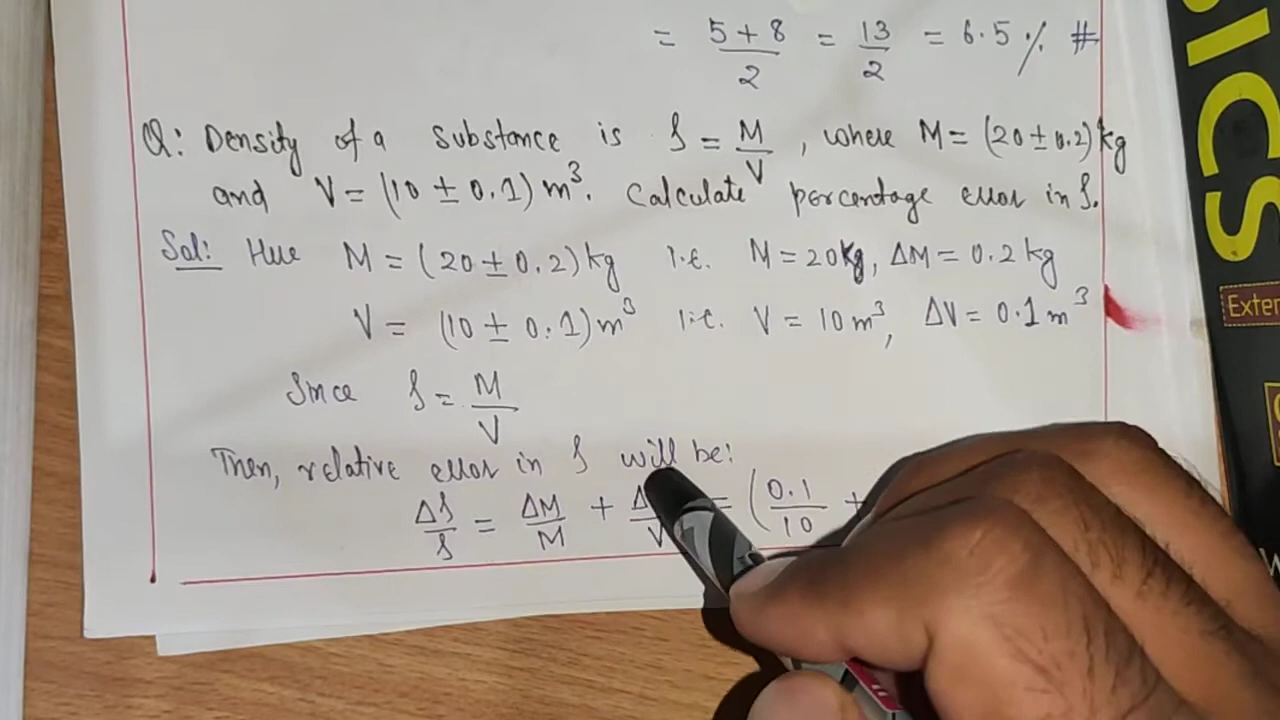 = 5+8/2 = 13/2 = 6.5% #
Q: Density of a substance is ρ = M/V, where M = (20 ± 0.2) kg
and V = (10 ± 0.1) m³. Calculate percentage error in ρ.
Sol: Here M = (20 ± 0.2) kg i.e. M = 20 kg, ΔM = 0.2 kg
V = (10 ± 0.1) m³ i.e. V = 10 m³, ΔV = 0.1 m³
Since ρ = M/V
Then, relative error in ρ will be:
Δρ/ρ = ΔM/M + Δ /V = (0.1/10 +
SICS
Exter